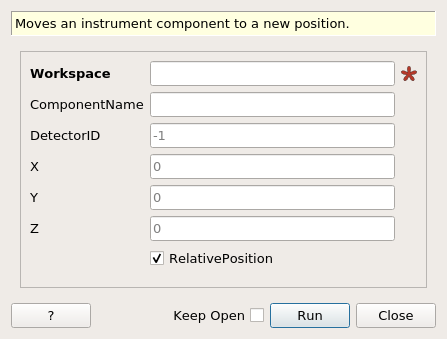 Moves an instrument component to a new position.
Workspace
ComponentName
DetectorID -1
X 0
Y 0
Z 0
RelativePosition
? Keep Open Run Close